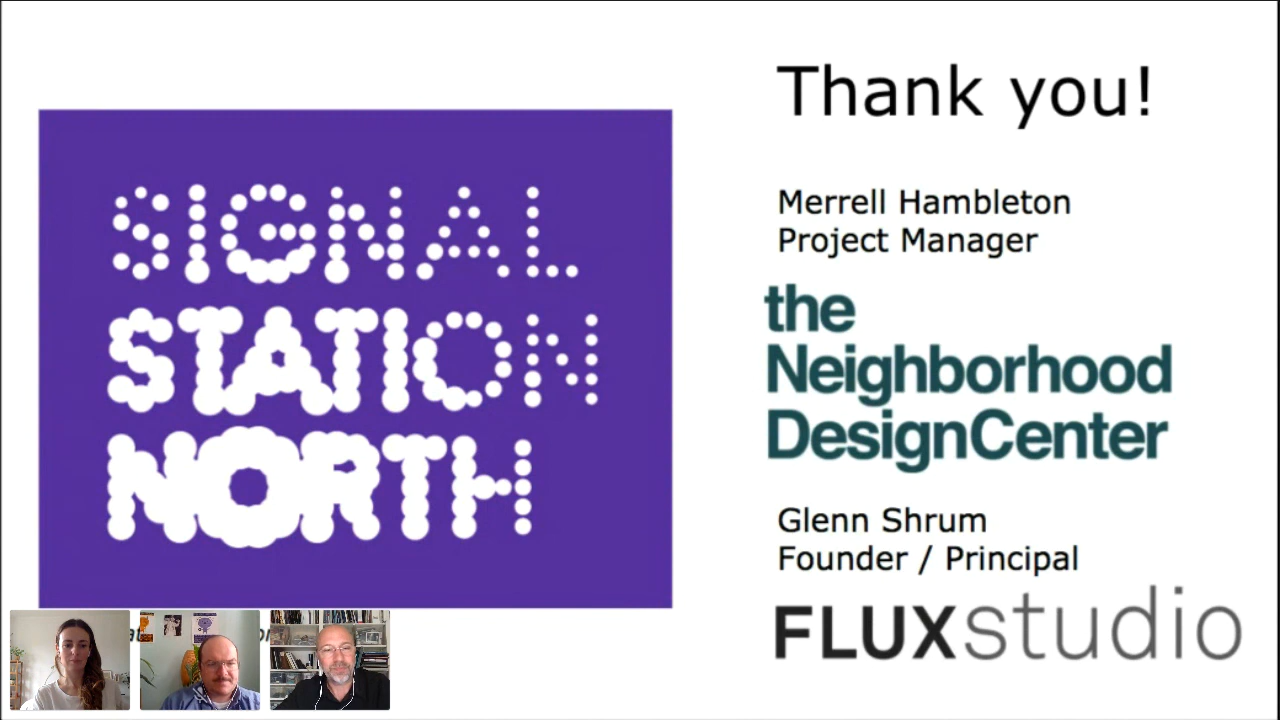 SIGNAL
STATION
NORTH
Thank you!
Merrell Hambleton
Project Manager
the
Neighborhood
DesignCenter
Glenn Shrum
Founder / Principal
FLUXstudio